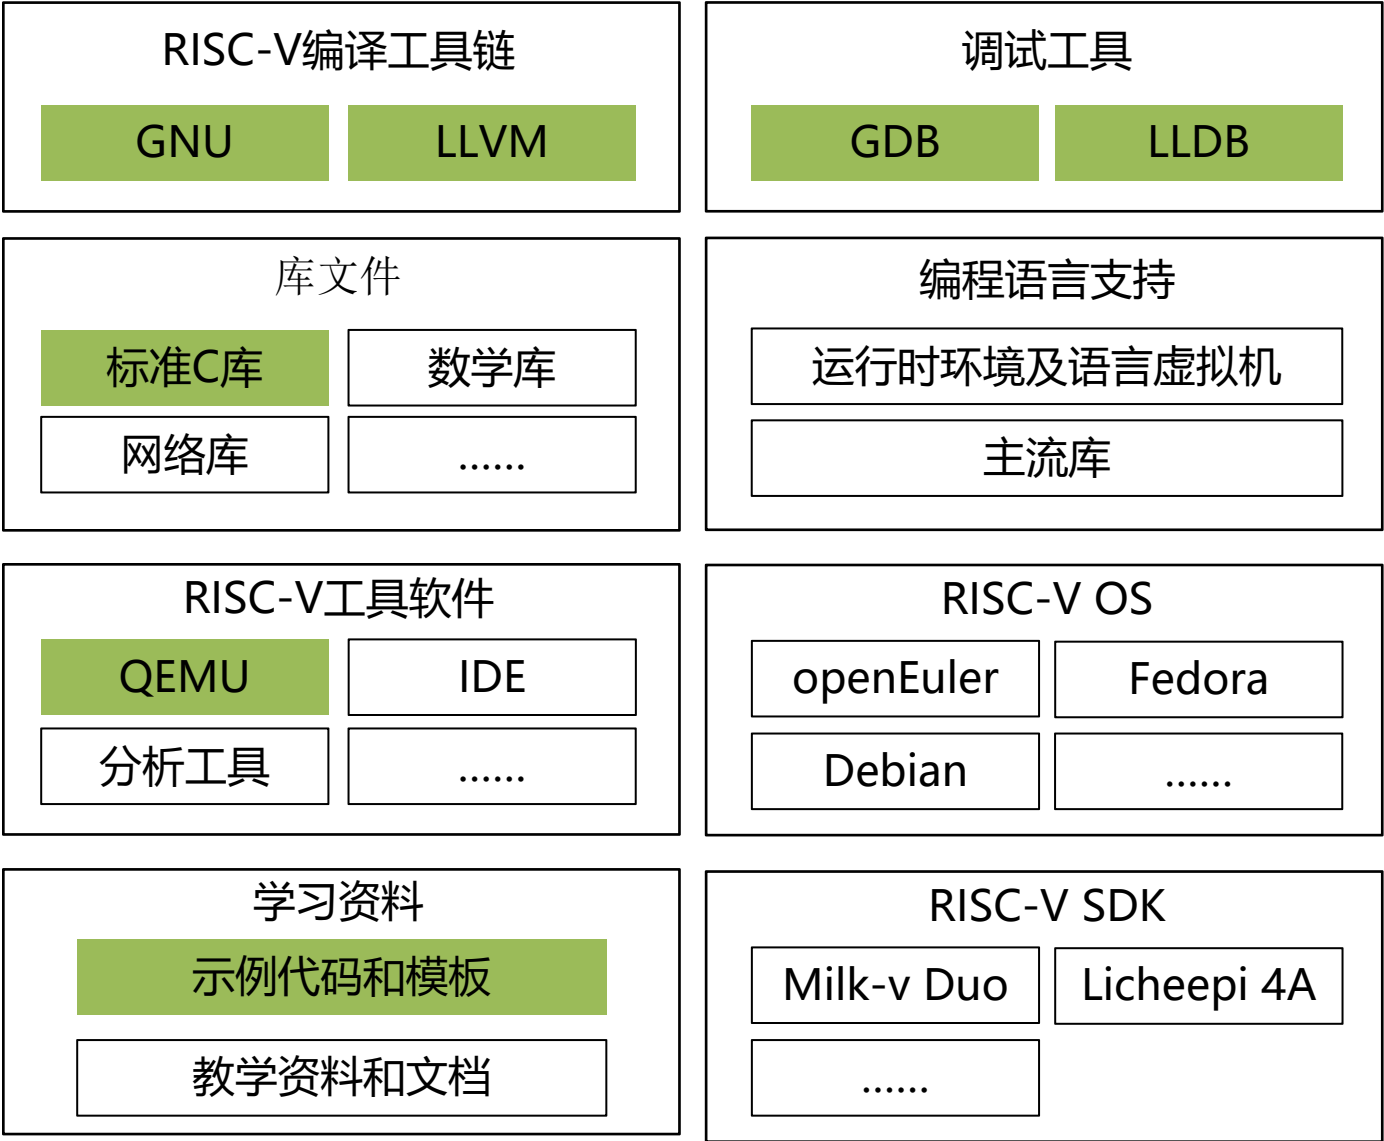 RISC-V编译工具链
GNU
LLVM
调试工具
GDB
LLDB
库文件
标准C库
数学库
网络库
......
编程语言支持
运行时环境及语言虚拟机
主流库
RISC-V工具软件
QEMU
IDE
分析工具
......
RISC-V OS
openEuler
Fedora
Debian
......
学习资料
示例代码和模板
教学资料和文档
RISC-V SDK
Milk-v Duo
Licheepi 4A
......